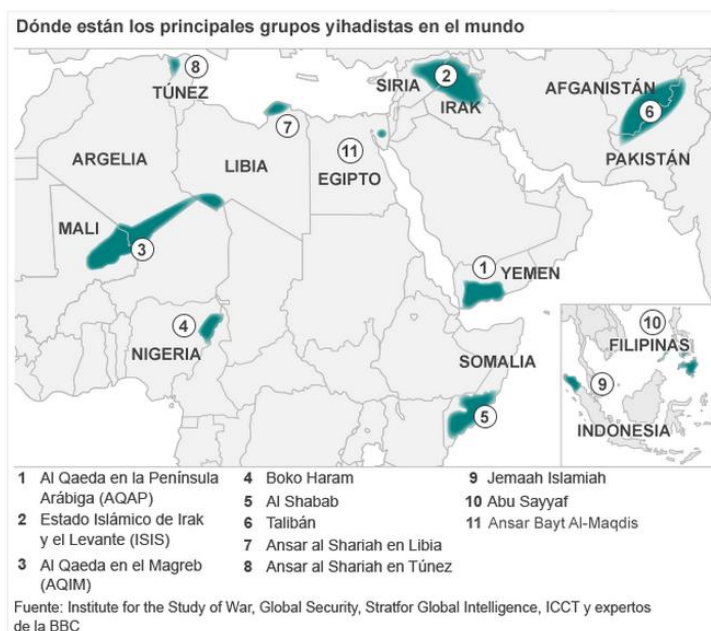 Dónde están los principales grupos yihadistas en el mundo
8
TÚNEZ
SIRIA
2
IRAK
AFGANISTÁN
6
PAKISTÁN
7
ARGELIA
LIBIA
11
EGIPTO
MALI
3
1
YEMEN
4
NIGERIA
SOMALIA
5
10
FILIPINAS
9
INDONESIA
1 Al Qaeda en la Península
Arábiga (AQAP)
2 Estado Islámico de Irak
y el Levante (ISIS)
3 Al Qaeda en el Magreb
(AQIM)
4 Boko Haram
5 Al Shabab
6 Talibán
7 Ansar al Shariah en Libia
8 Ansar al Shariah en Túnez
9 Jemaah Islamiah
10 Abu Sayyaf
11 Ansar Bayt Al-Maqdis
Fuente: Institute for the Study of War, Global Security, Stratfor Global Intelligence, ICCT y expertos
de la BBC